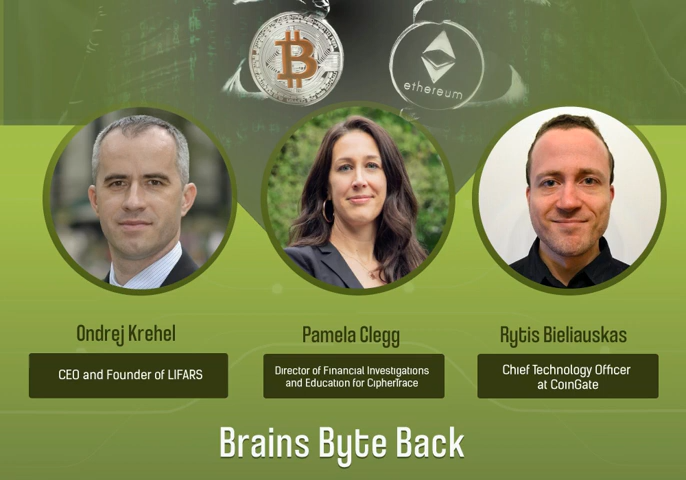 ethereum
Ondrej Krehel
Pamela Clegg
Rytis Bieliauskas
CEO and Founder of LIFARS
Director of Financial Investigations
and Education for CipherTrace
Chief Technology Officer
at CoinGate
Brains Byte Back